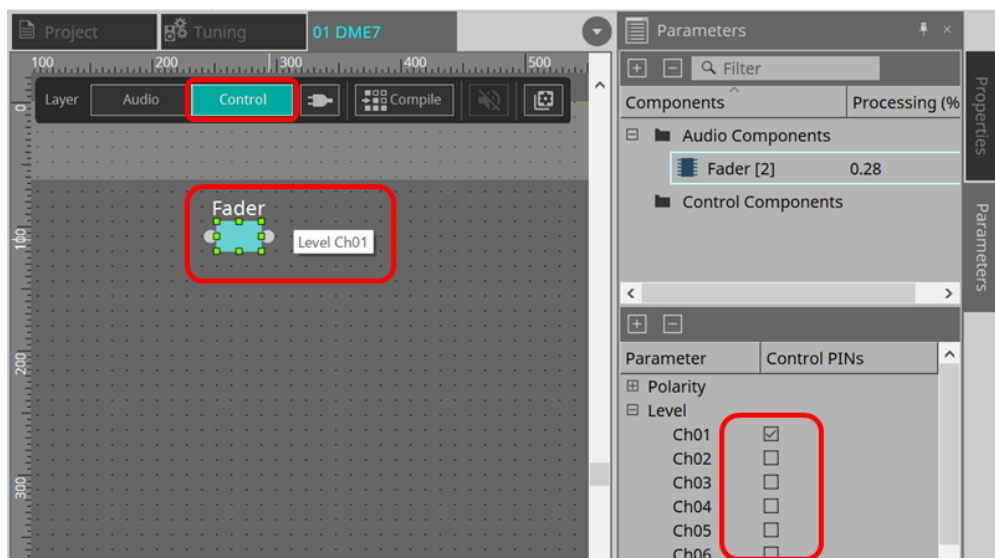 Project
Tuning
01 DME7
100 200 300 400 500
0
Layer Audio Control Compile
Fader
Level Ch01
100
200
300
Parameters
Filter
Components Processing (%
Audio Components
Fader [2] 0.28
Control Components
Parameter Control PINs
Polarity
Level
Ch01
Ch02
Ch03
Ch04
Ch05
Ch06
Properties
Parameters